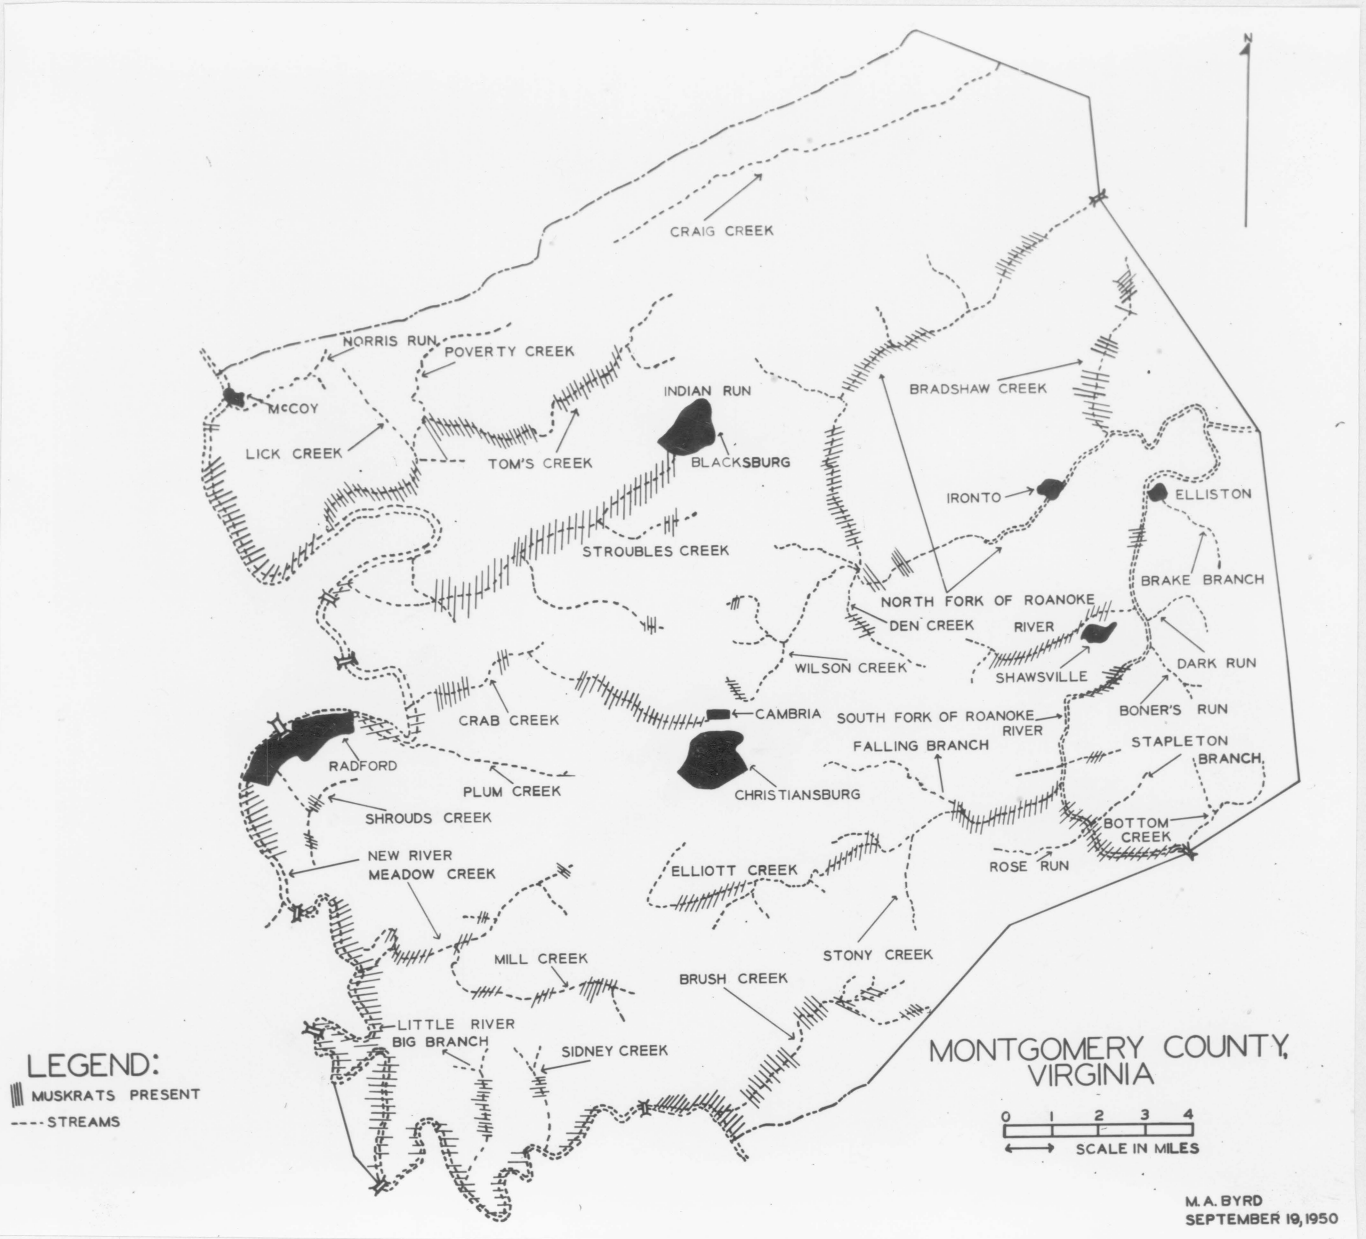 N
CRAIG CREEK
NORRIS RUN
POVERTY CREEK
McCOY
LICK CREEK
TOM'S CREEK
INDIAN RUN
BLACKSBURG
BRADSHAW CREEK
IRONTO
ELLISTON
STROUBLES CREEK
BRAKE BRANCH
NORTH FORK OF ROANOKE
RIVER
DEN CREEK
WILSON CREEK
SHAWSVILLE
DARK RUN
BONER'S RUN
CRAB CREEK
CAMBRIA
SOUTH FORK OF ROANOKE
RIVER
FALLING BRANCH
STAPLETON
BRANCH
RADFORD
PLUM CREEK
CHRISTIANSBURG
SHROUDS CREEK
BOTTOM
CREEK
ROSE RUN
NEW RIVER
MEADOW CREEK
ELLIOTT CREEK
STONY CREEK
MILL CREEK
BRUSH CREEK
LITTLE RIVER
BIG BRANCH
SIDNEY CREEK
LEGEND:
MUSKRATS PRESENT
STREAMS
MONTGOMERY COUNTY,
VIRGINIA
0 1 2 3 4
SCALE IN MILES
M.A. BYRD
SEPTEMBER 19, 1950